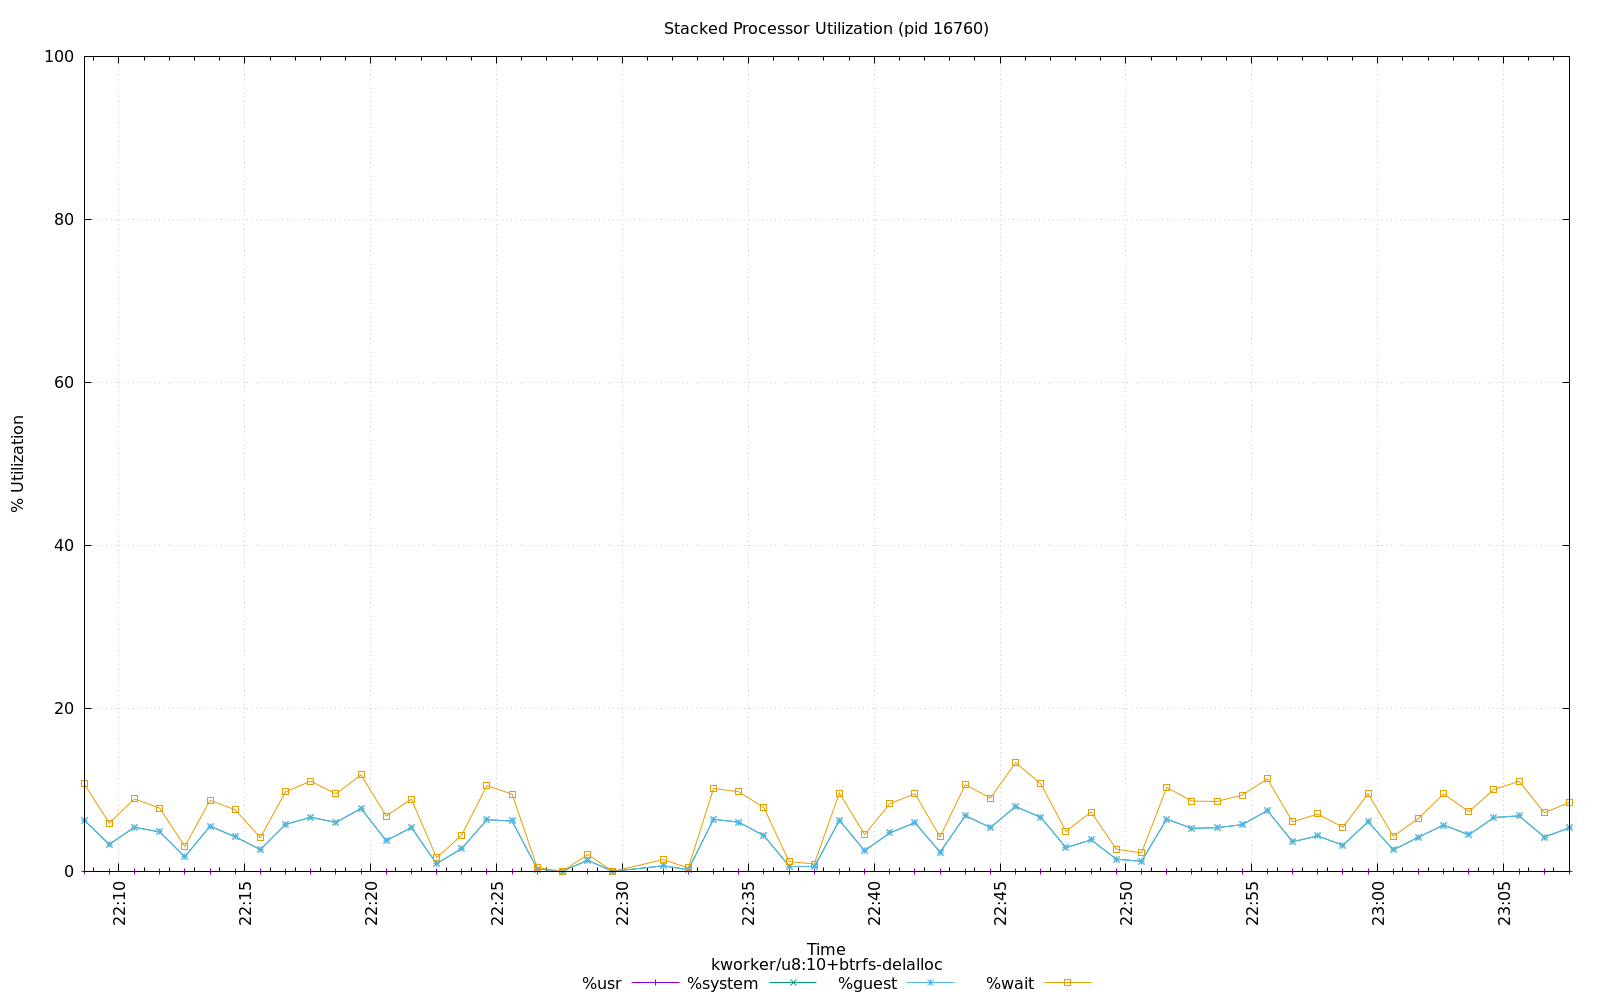 Stacked Processor Utilization (pid 16760)
100
80
60
40
20
0
% Utilization
22:10 22:15 22:20 22:25 22:30 22:35 22:40 22:45 22:50 22:55 23:00 23:05
Time
kworker/u8:10+btrfs-delalloc
%usr %system %guest %wait